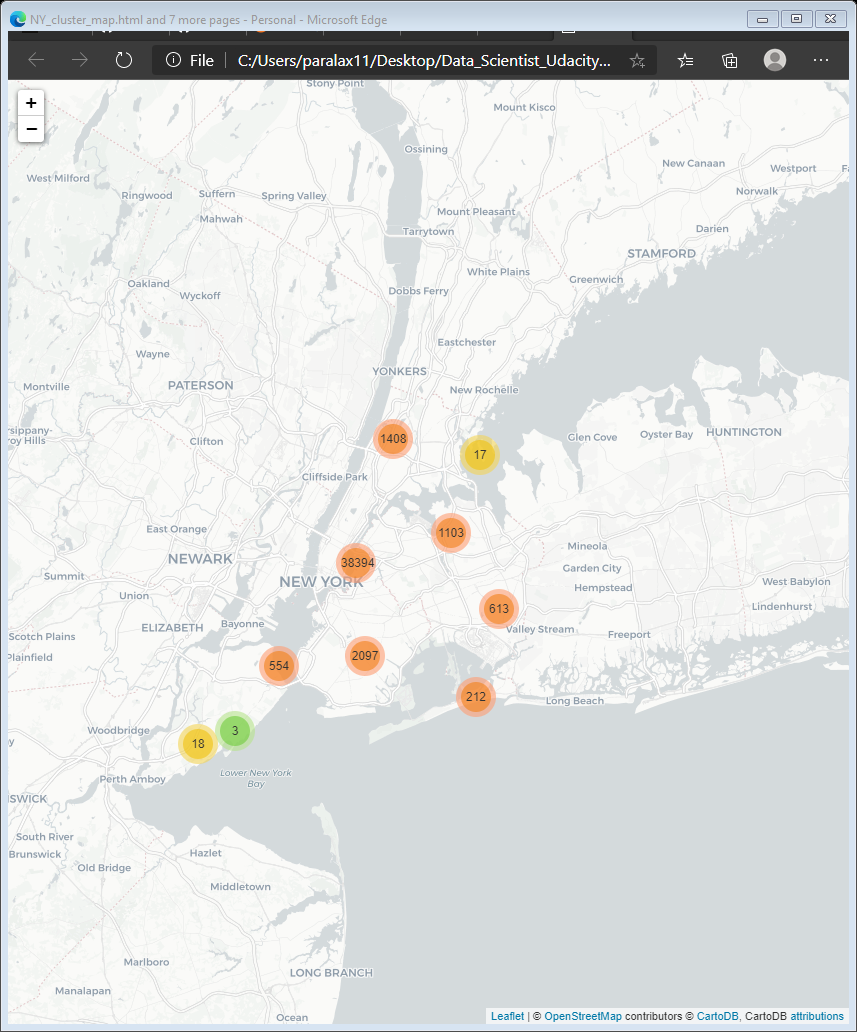 NY_cluster_map.html and 7 more pages - Personal - Microsoft Edge
File
C:/Users/paralax11/Desktop/Data_Scientist_Udacity...
+
−
Stony Point
Mount Kisco
Ossining
New Canaan
Westport
West Milford
Ringwood
Suffern
Spring Valley
Norwalk
Mahwah
Mount Pleasant
Tarrytown
Darien
STAMFORD
White Plains
Greenwich
Oakland
Wyckoff
Dobbs Ferry
Eastchester
Wayne
YONKERS
Montville
PATERSON
New Rochelle
rsippany-
roy Hills
Clifton
1408
17
Glen Cove
Oyster Bay
HUNTINGTON
Cliffside Park
East Orange
1103
NEWARK
38394
Mineola
Garden City
Summit
NEW YORK
Hempstead
West Babylon
Union
613
Lindenhurst
ELIZABETH
Bayonne
Valley Stream
Freeport
Scotch Plains
Plainfield
554
2097
212
Long Beach
Woodbridge
3
18
Lower New York
Bay
Perth Amboy
NSWICK
South River
Brunswick
Hazlet
Old Bridge
Middletown
Marlboro
LONG BRANCH
Manalapan
Ocean
Leaflet | © OpenStreetMap contributors © CartoDB, CartoDB attributions